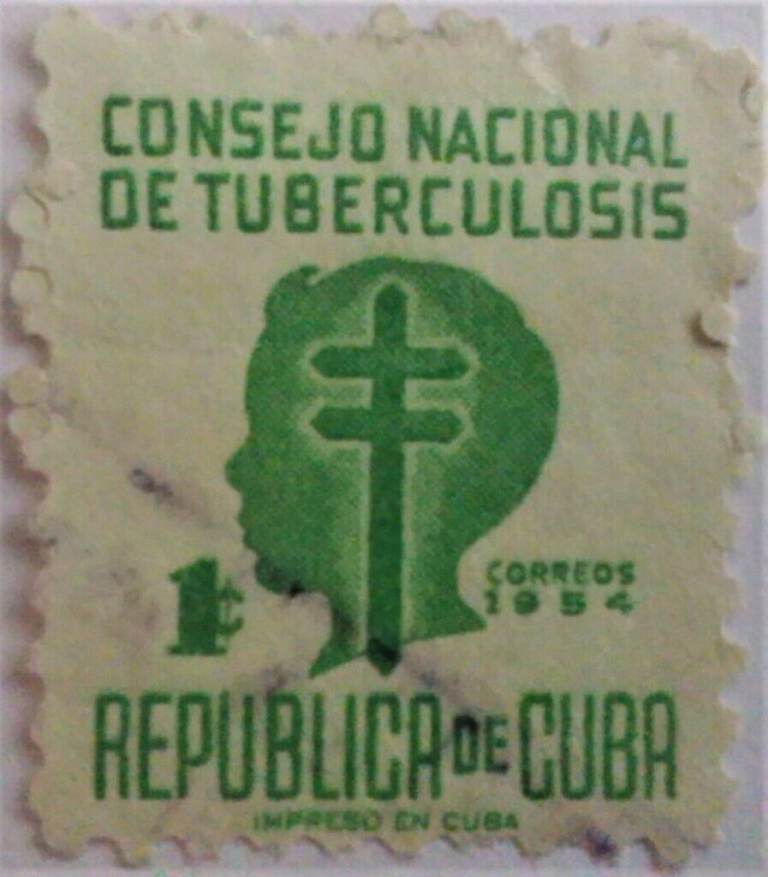 CONSEJO NACIONAL
DE TUBERCULOSIS
1¢
CORREOS
1954
REPUBLICA DE CUBA
IMPRESO EN CUBA